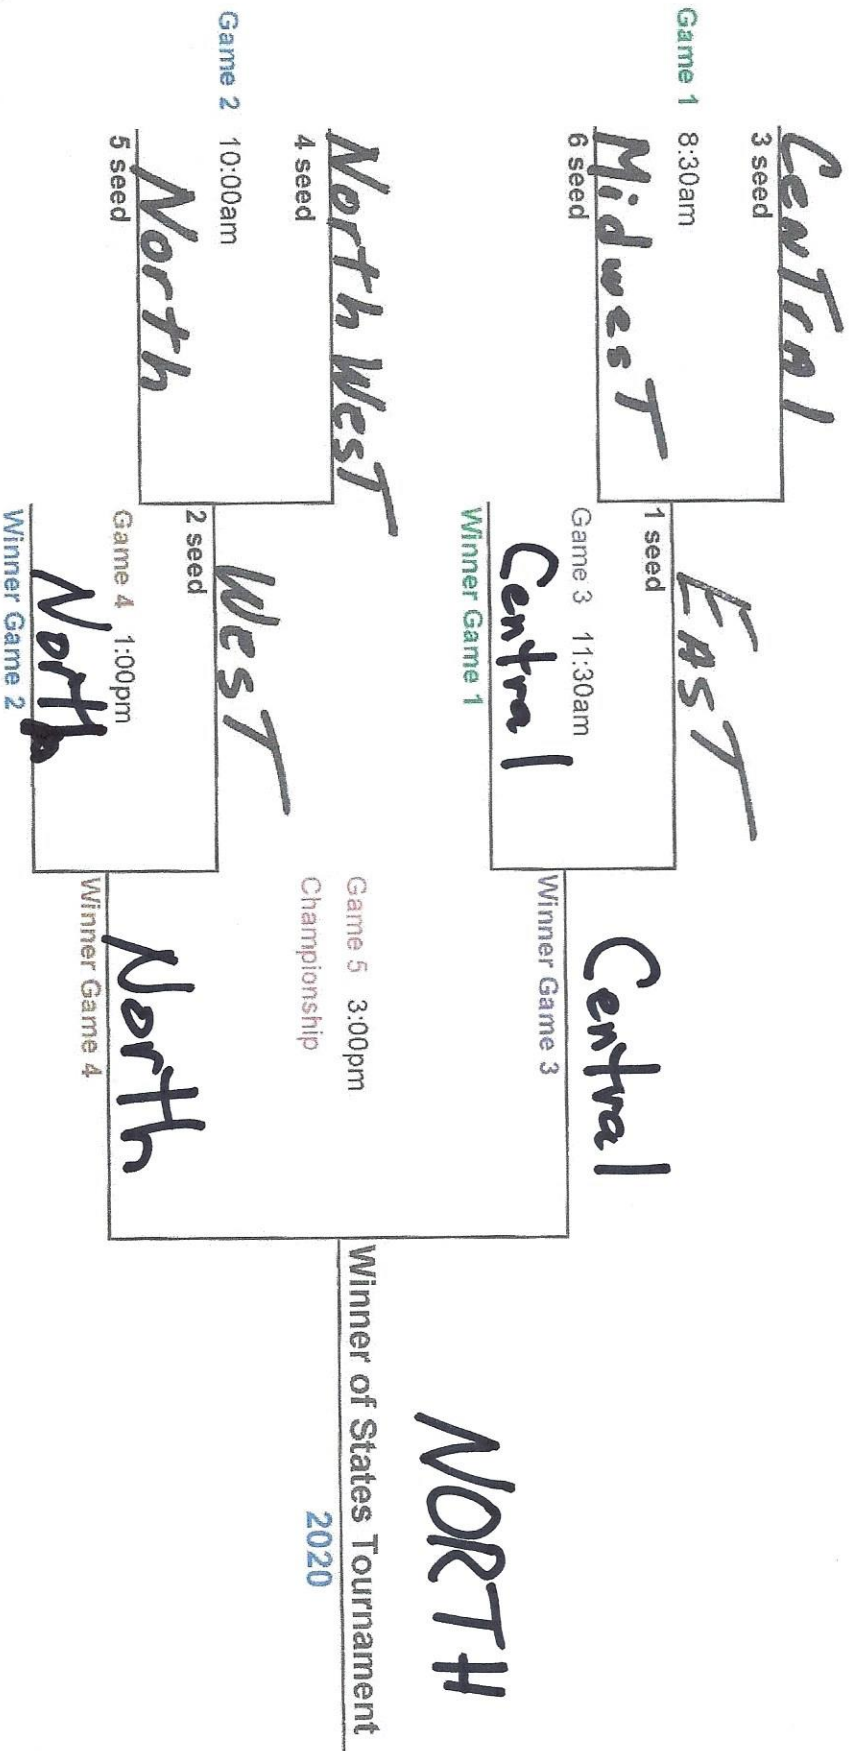 Central
3 seed
Game 1 8:30am
Midwest
6 seed
North West
4 seed
Game 2 10:00am
North
5 seed
East
1 seed
Game 3 11:30am
Central
Winner Game 1
West
2 seed
Game 4 1:00pm
North
Winner Game 2
Central
Winner Game 3
Game 5 3:00pm
Championship
North
Winner Game 4
NORTH
Winner of States Tournament
2020